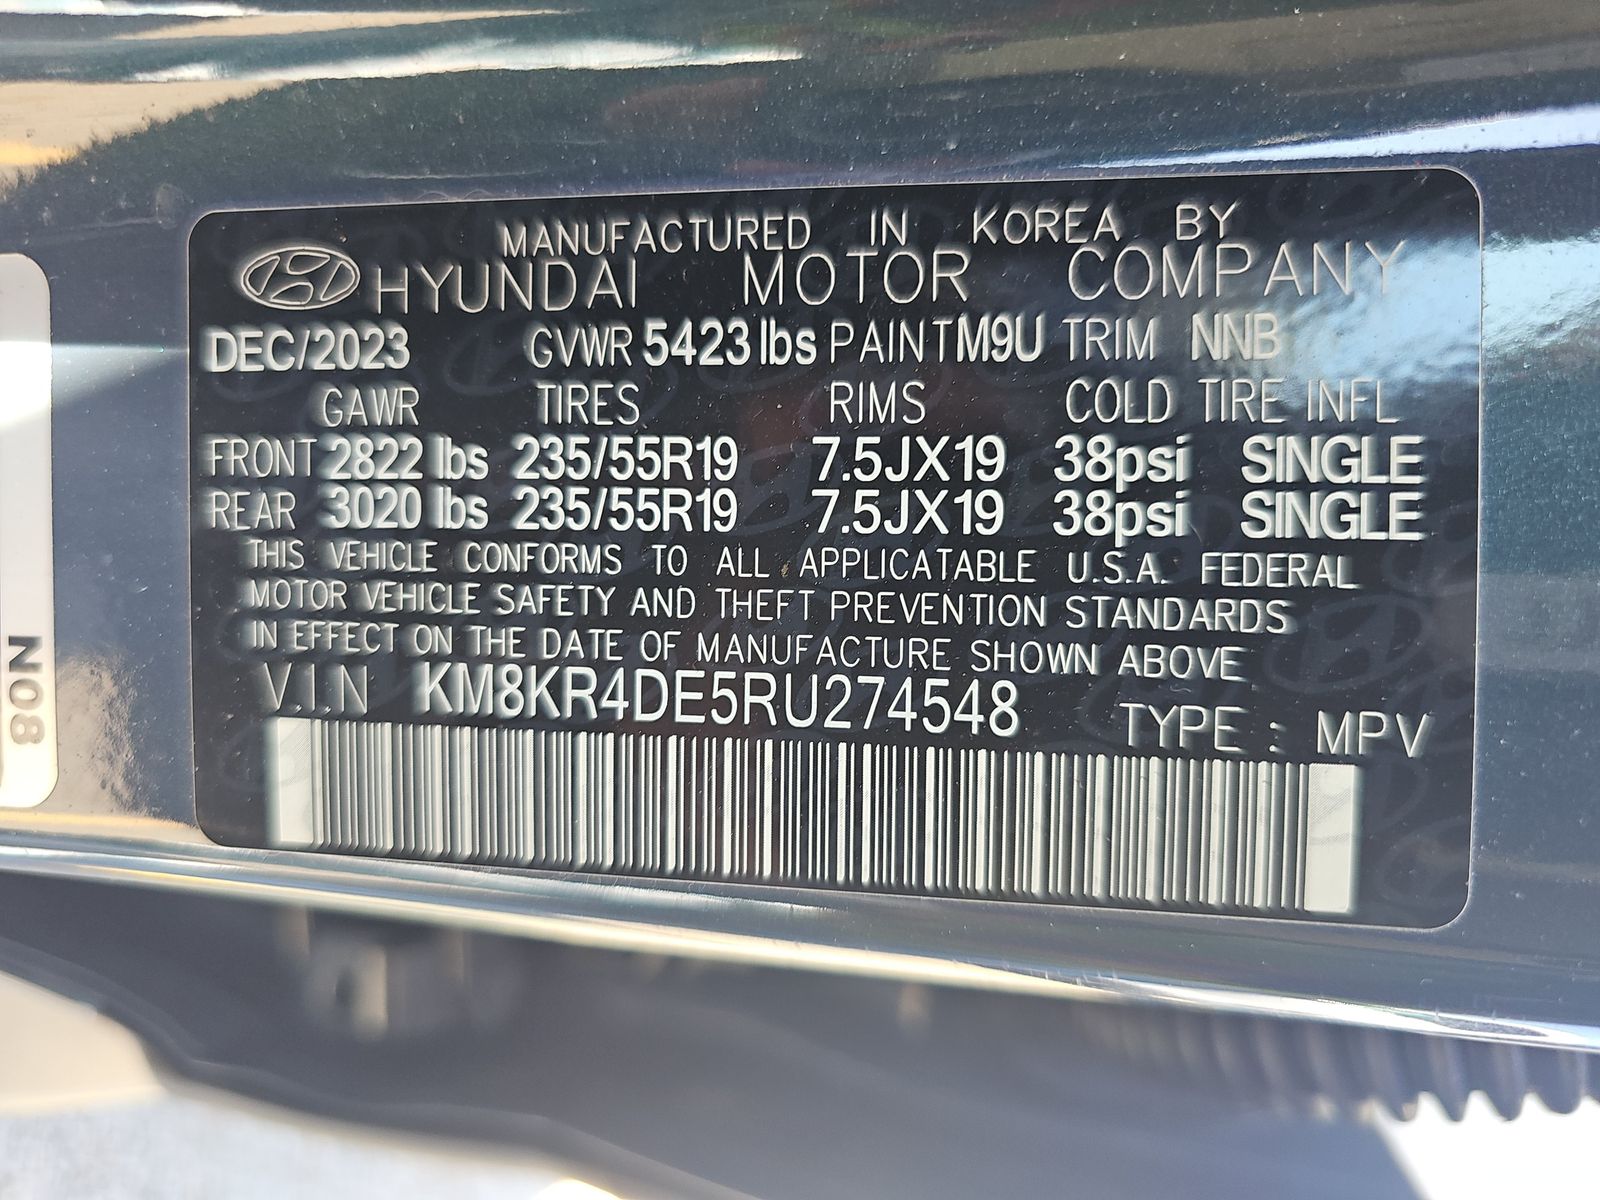 MANUFACTURED IN KOREA BY
HYUNDAI MOTOR COMPANY
DEC/2023 GVWR 5423 lbs PAINT M9U TRIM NNB
GAWR TIRES RIMS COLD TIRE INFL
FRONT 2822 lbs 235/55R19 7.5JX19 38psi SINGLE
REAR 3020 lbs 235/55R19 7.5JX19 38psi SINGLE
THIS VEHICLE CONFORMS TO ALL APPLICATABLE U.S.A. FEDERAL
MOTOR VEHICLE SAFETY AND THEFT PREVENTION STANDARDS
IN EFFECT ON THE DATE OF MANUFACTURE SHOWN ABOVE
V.I.N KM8KR4DE5RU274548 TYPE : MPV
N08